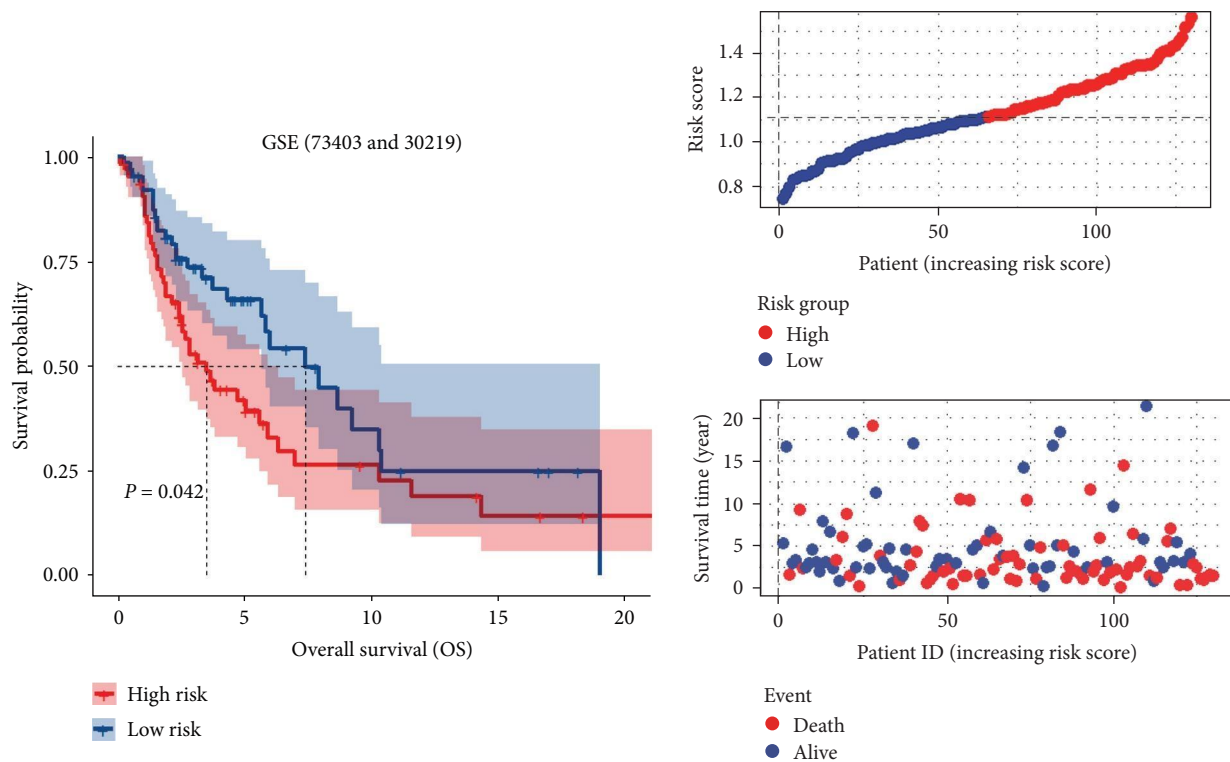 GSE (73403 and 30219)
Survival probability
1.00
0.75
0.50
0.25
0.00
P = 0.042
0 5 10 15 20
Overall survival (OS)
High risk
Low risk
Risk score
1.4
1.2
1.0
0.8
0 50 100
Patient (increasing risk score)
Risk group
High
Low
Survival time (year)
20
15
10
5
0
0 50 100
Patient ID (increasing risk score)
Event
Death
Alive